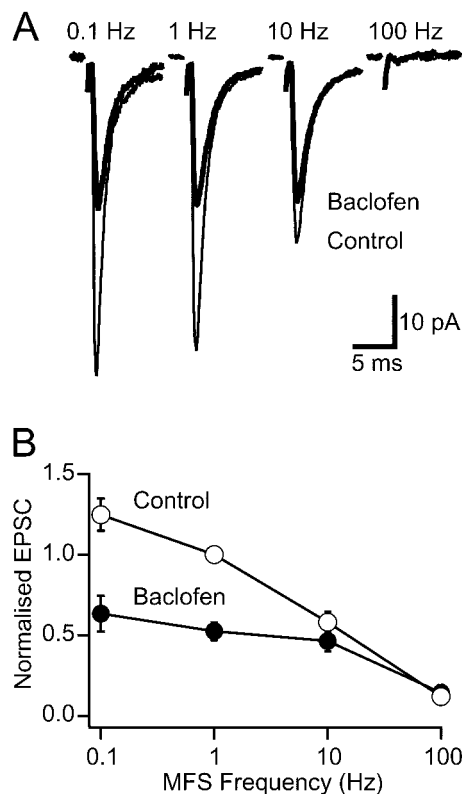 A
0.1 Hz 1 Hz 10 Hz 100 Hz
Baclofen
Control
10 pA
5 ms
B
1.5
1.0
0.5
0.0
Normalised EPSC
Control
Baclofen
0.1 1 10 100
MFS Frequency (Hz)